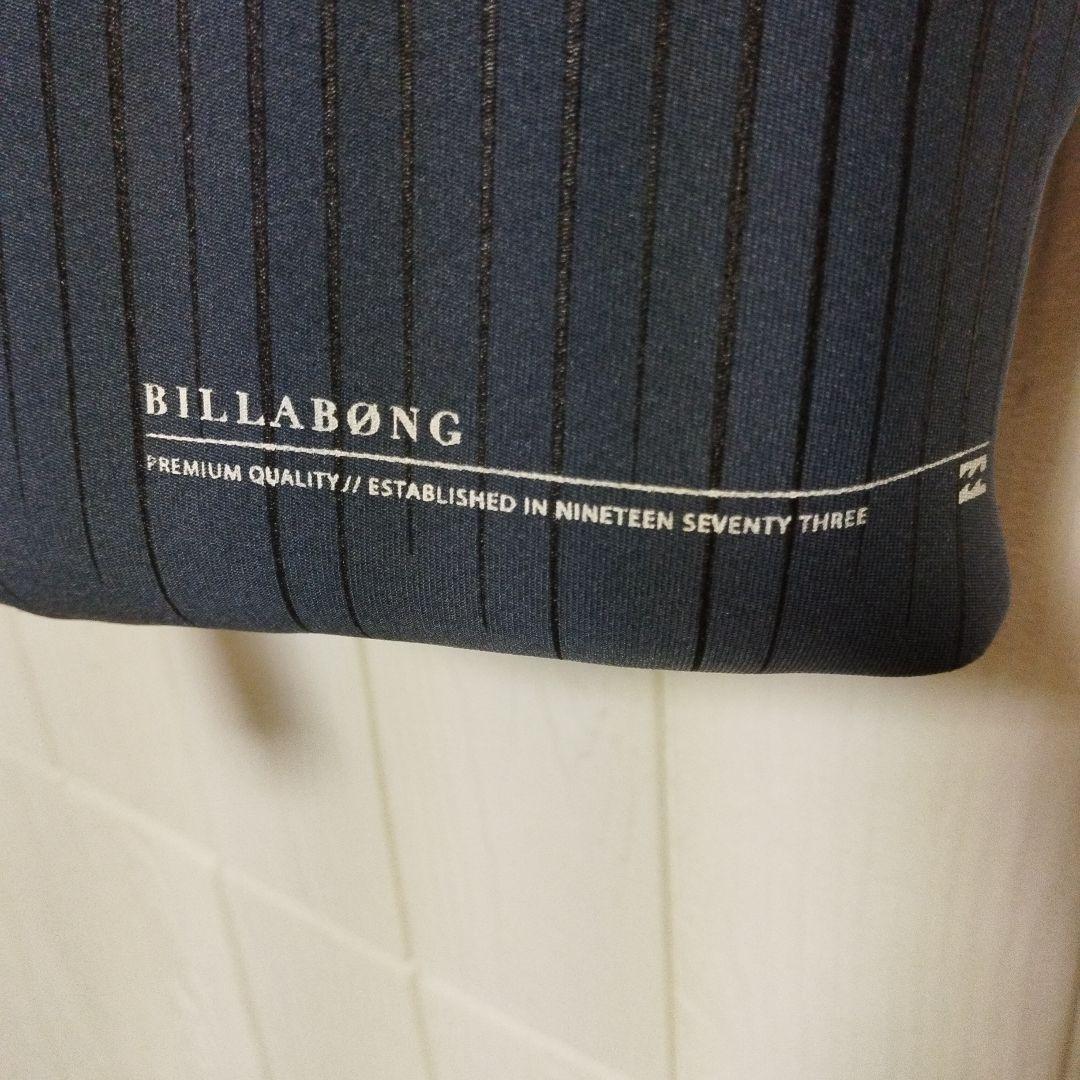 BILLABØNG
PREMIUM QUALITY// ESTABLISHED IN NINETEEN SEVENTY THREE